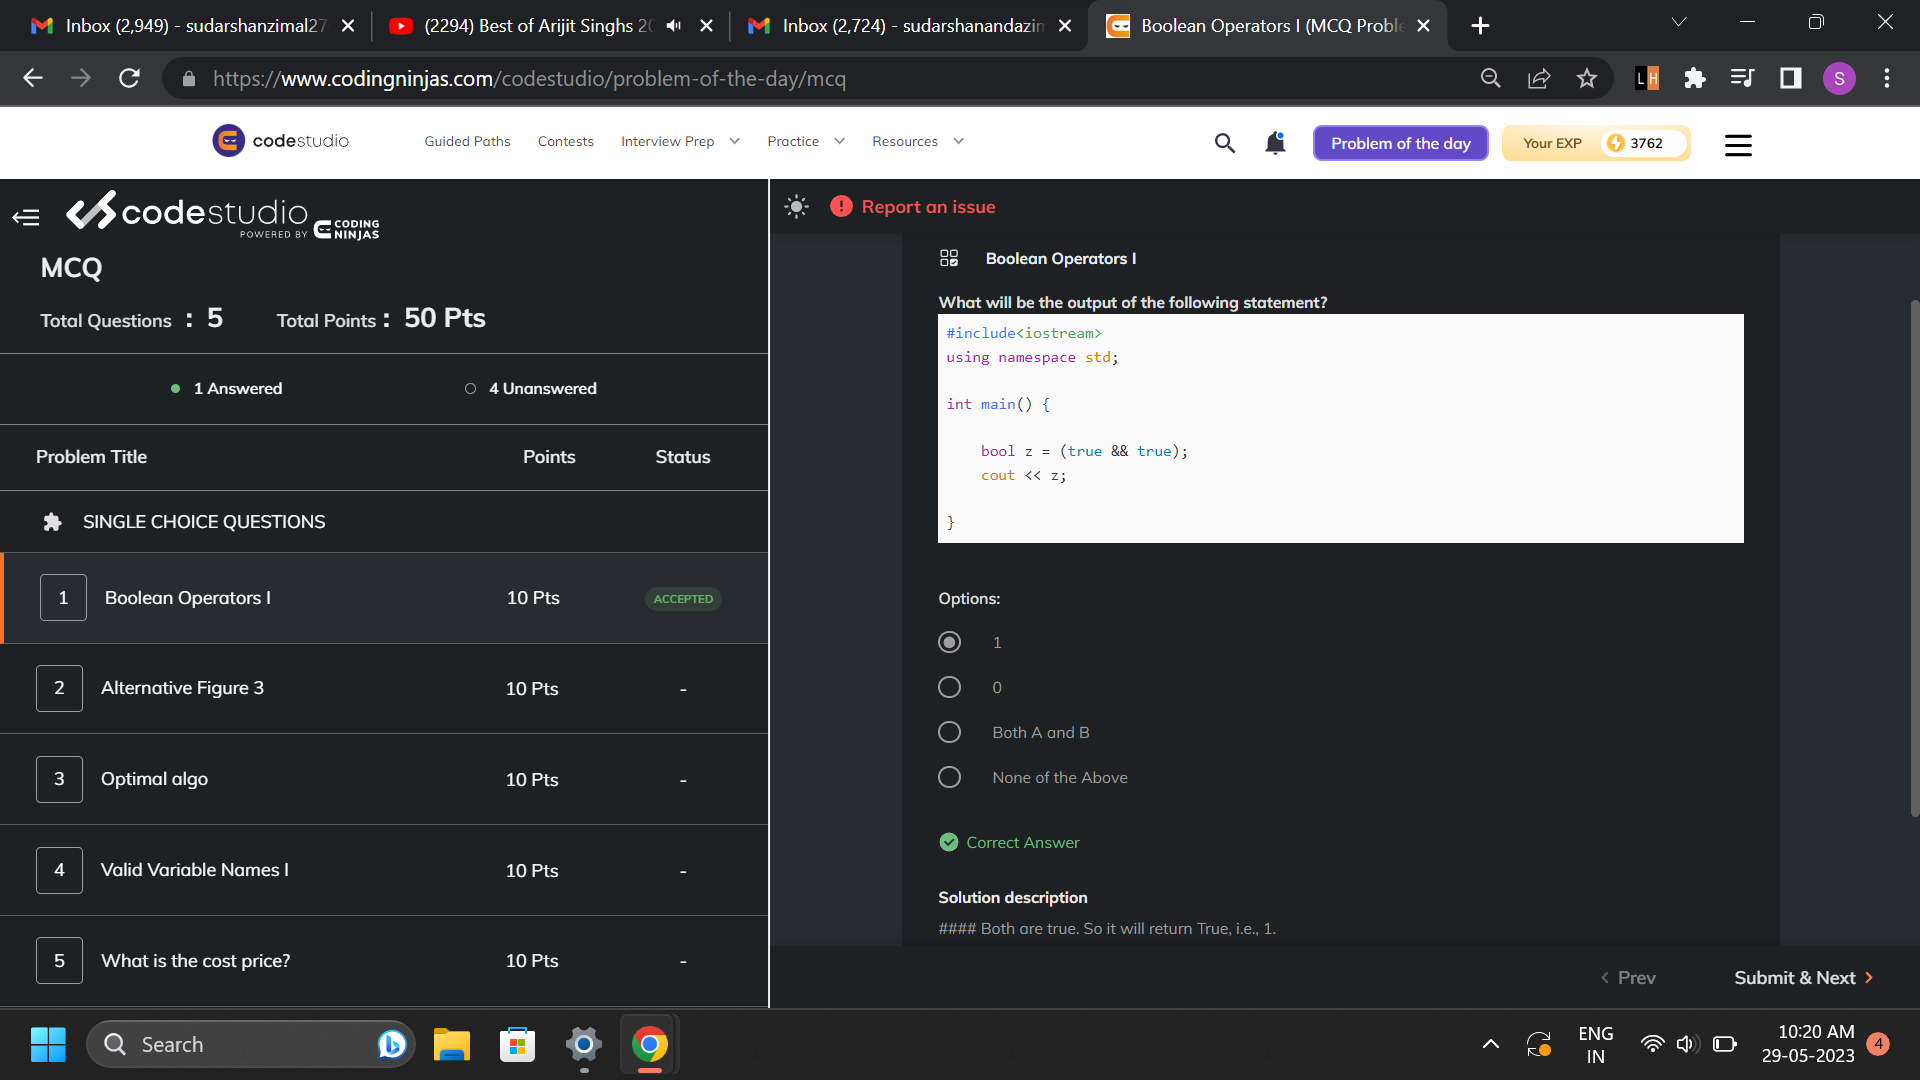 Inbox (2,949) - sudarshanzimal27
(2294) Best of Arijit Singhs 20
Inbox (2,724) - sudarshanandazim
Boolean Operators I (MCQ Proble
https://www.codingninjas.com/codestudio/problem-of-the-day/mcq
LH
S
codestudio
Guided Paths
Contests
Interview Prep
Practice
Resources
Problem of the day
Your EXP
3762
codestudio
POWERED BY
CODING
NINJAS
Report an issue
MCQ
Total Questions : 5
Total Points : 50 Pts
1 Answered
4 Unanswered
Problem Title
Points
Status
SINGLE CHOICE QUESTIONS
1
Boolean Operators I
10 Pts
ACCEPTED
2
Alternative Figure 3
10 Pts
-
3
Optimal algo
10 Pts
-
4
Valid Variable Names I
10 Pts
-
5
What is the cost price?
10 Pts
-
Boolean Operators I
What will be the output of the following statement?
#include<iostream>
using namespace std;
int main() {
bool z = (true && true);
cout << z;
}
Options:
1
0
Both A and B
None of the Above
Correct Answer
Solution description
#### Both are true. So it will return True, i.e., 1.
Prev
Submit & Next
Search
ENG
IN
10:20 AM
29-05-2023
4